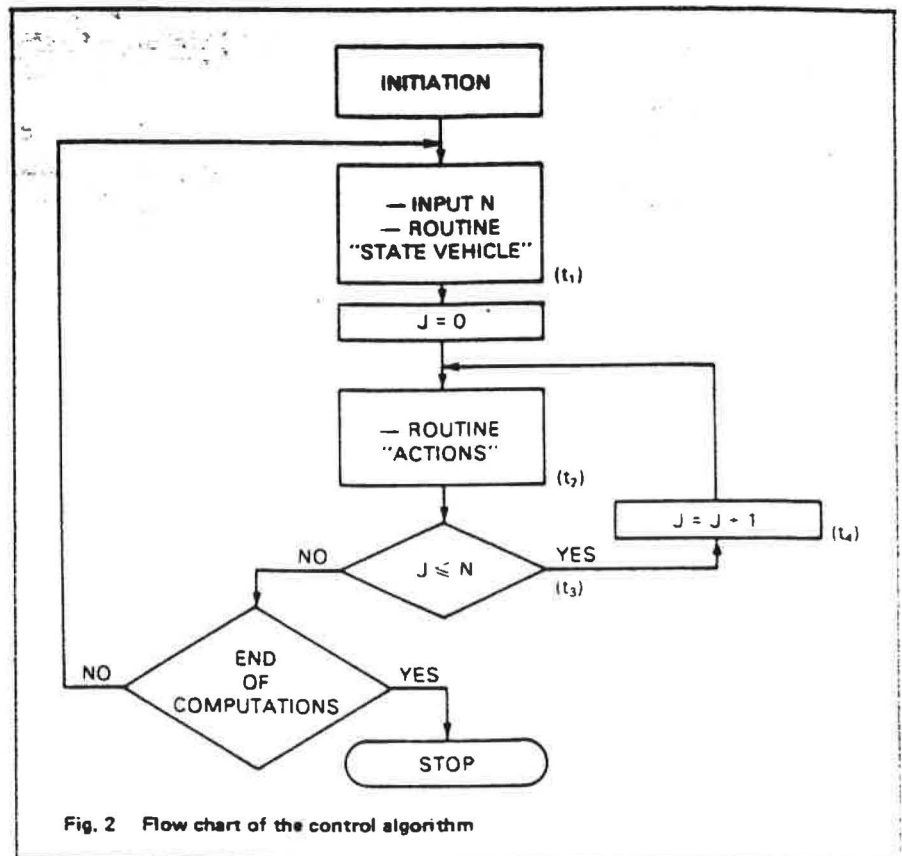 INITIATION
— INPUT N
— ROUTINE
"STATE VEHICLE"
(t₁)
J = 0
— ROUTINE
"ACTIONS"
(t₂)
J = J + 1
(t₄)
NO
J ⩽ N
YES
(t₃)
NO
END
OF
COMPUTATIONS
YES
STOP
Fig. 2 Flow chart of the control algorithm